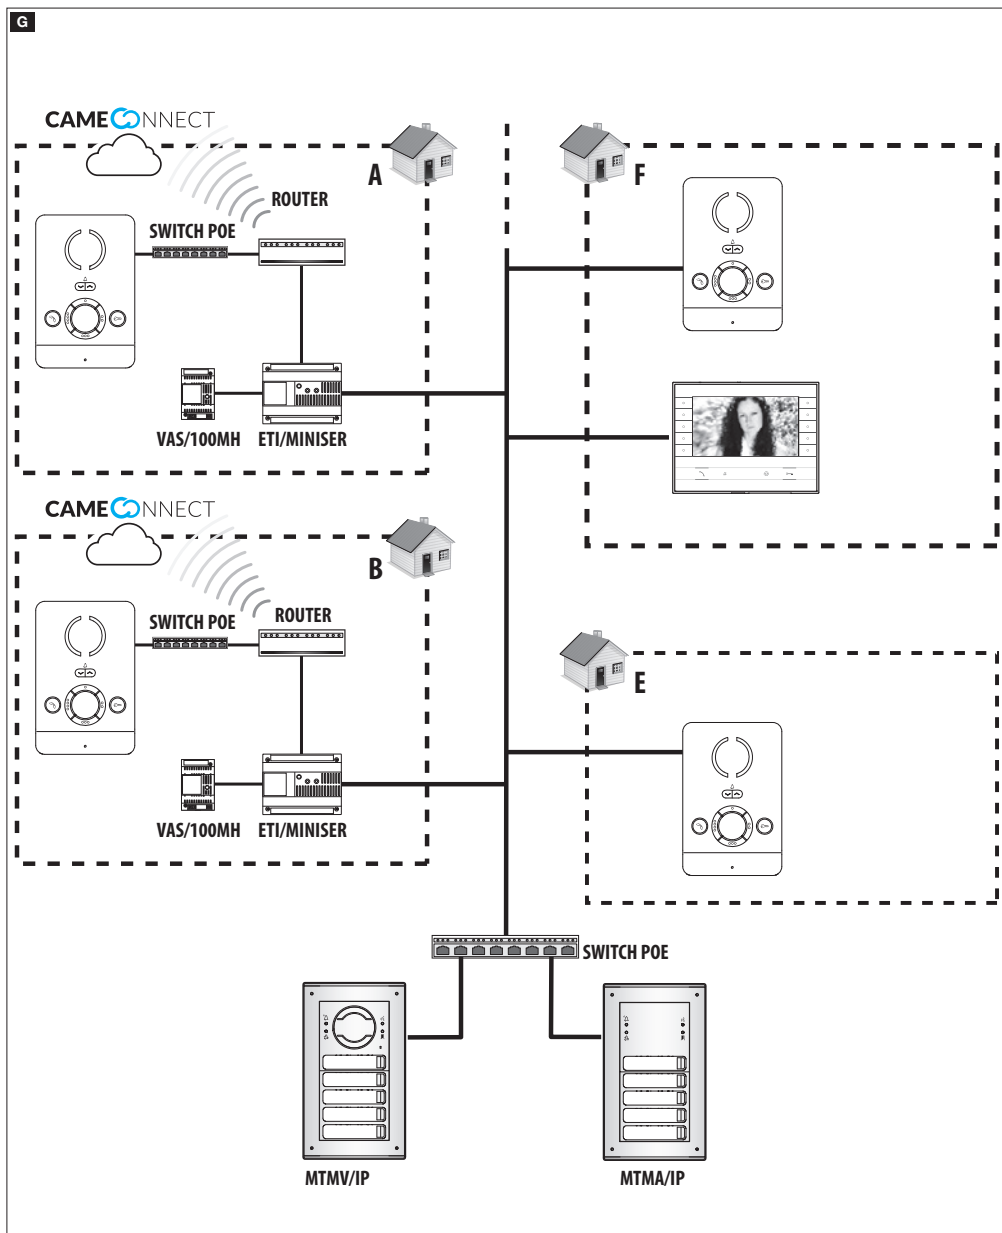 G
CAMECONNECT
A
ROUTER
SWITCH POE
VAS/100MH
ETI/MINISER
F
CAMECONNECT
B
ROUTER
SWITCH POE
VAS/100MH
ETI/MINISER
E
SWITCH POE
MTMV/IP
MTMA/IP